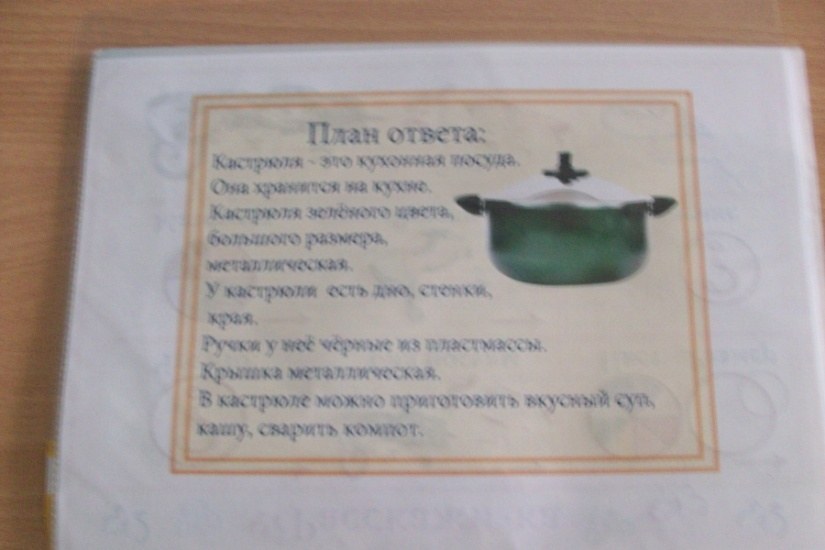 План ответа:
Кастрюля - это кухонная посуда.
Она хранится на кухне.
Кастрюля зелёного цвета,
большого размера,
металлическая.
У кастрюли есть дно, стенки,
края.
Ручки у неё чёрные из пластмассы.
Крышка металлическая.
В кастрюле можно приготовить вкусный суп,
кашу, сварить компот.